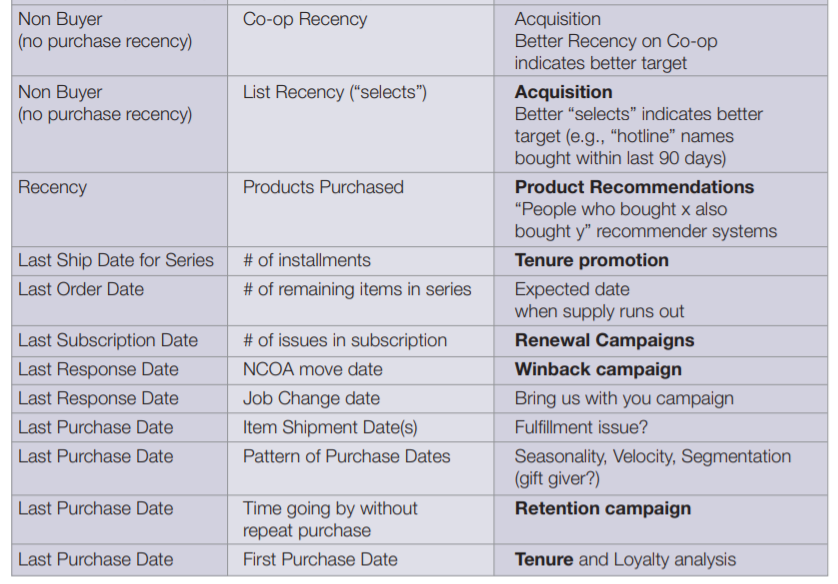 Non Buyer
(no purchase recency)
Co-op Recency
Acquisition
Better Recency on Co-op
indicates better target
Non Buyer
(no purchase recency)
List Recency (“selects”)
Acquisition
Better “selects” indicates better
target (e.g., “hotline” names
bought within last 90 days)
Recency
Products Purchased
Product Recommendations
“People who bought x also
bought y” recommender systems
Last Ship Date for Series
# of installments
Tenure promotion
Last Order Date
# of remaining items in series
Expected date
when supply runs out
Last Subscription Date
# of issues in subscription
Renewal Campaigns
Last Response Date
NCOA move date
Winback campaign
Last Response Date
Job Change date
Bring us with you campaign
Last Purchase Date
Item Shipment Date(s)
Fulfillment issue?
Last Purchase Date
Pattern of Purchase Dates
Seasonality, Velocity, Segmentation
(gift giver?)
Last Purchase Date
Time going by without
repeat purchase
Retention campaign
Last Purchase Date
First Purchase Date
Tenure and Loyalty analysis